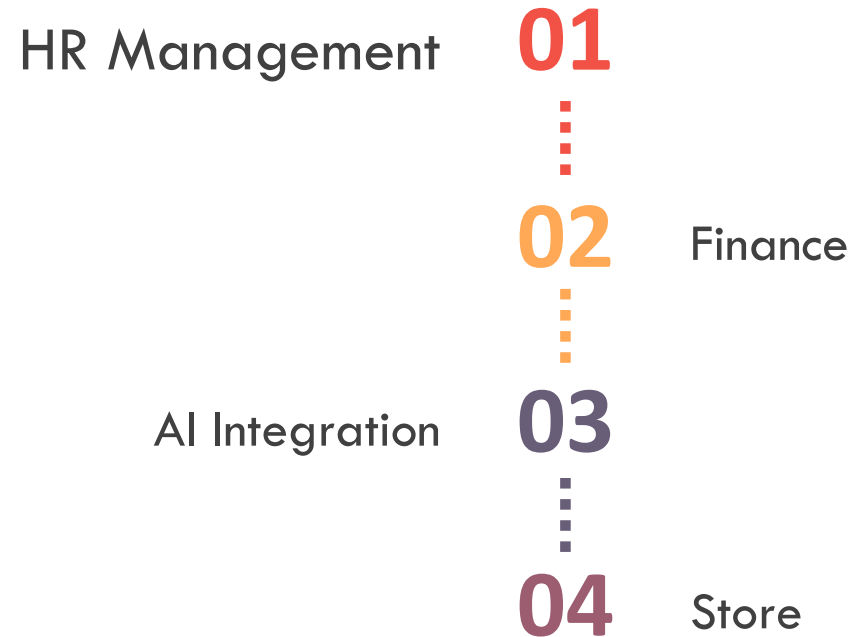 HR Management 01
02 Finance
AI Integration 03
04 Store